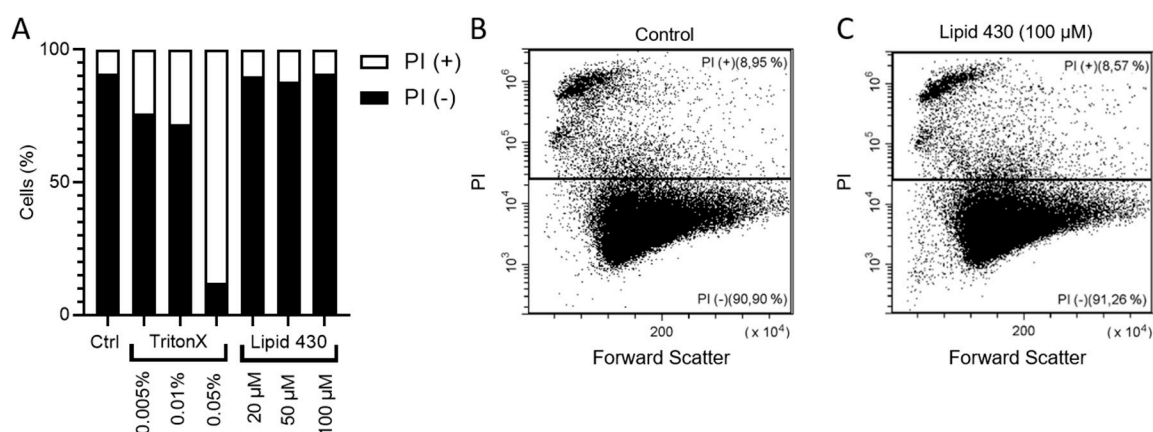 A
100
50
0
Cells (%)
PI (+)
PI (-)
Ctrl
TritonX
Lipid 430
0.005%
0.01%
0.05%
20 µM
50 µM
100 µM
B
Control
PI (+)(8,95 %)
PI (-)(90,90 %)
PI
10⁶
10⁵
10⁴
10³
200
(x 10⁴)
Forward Scatter
C
Lipid 430 (100 µM)
PI (+)(8,57 %)
PI (-)(91,26 %)
PI
10⁶
10⁵
10⁴
10³
200
(x 10⁴)
Forward Scatter